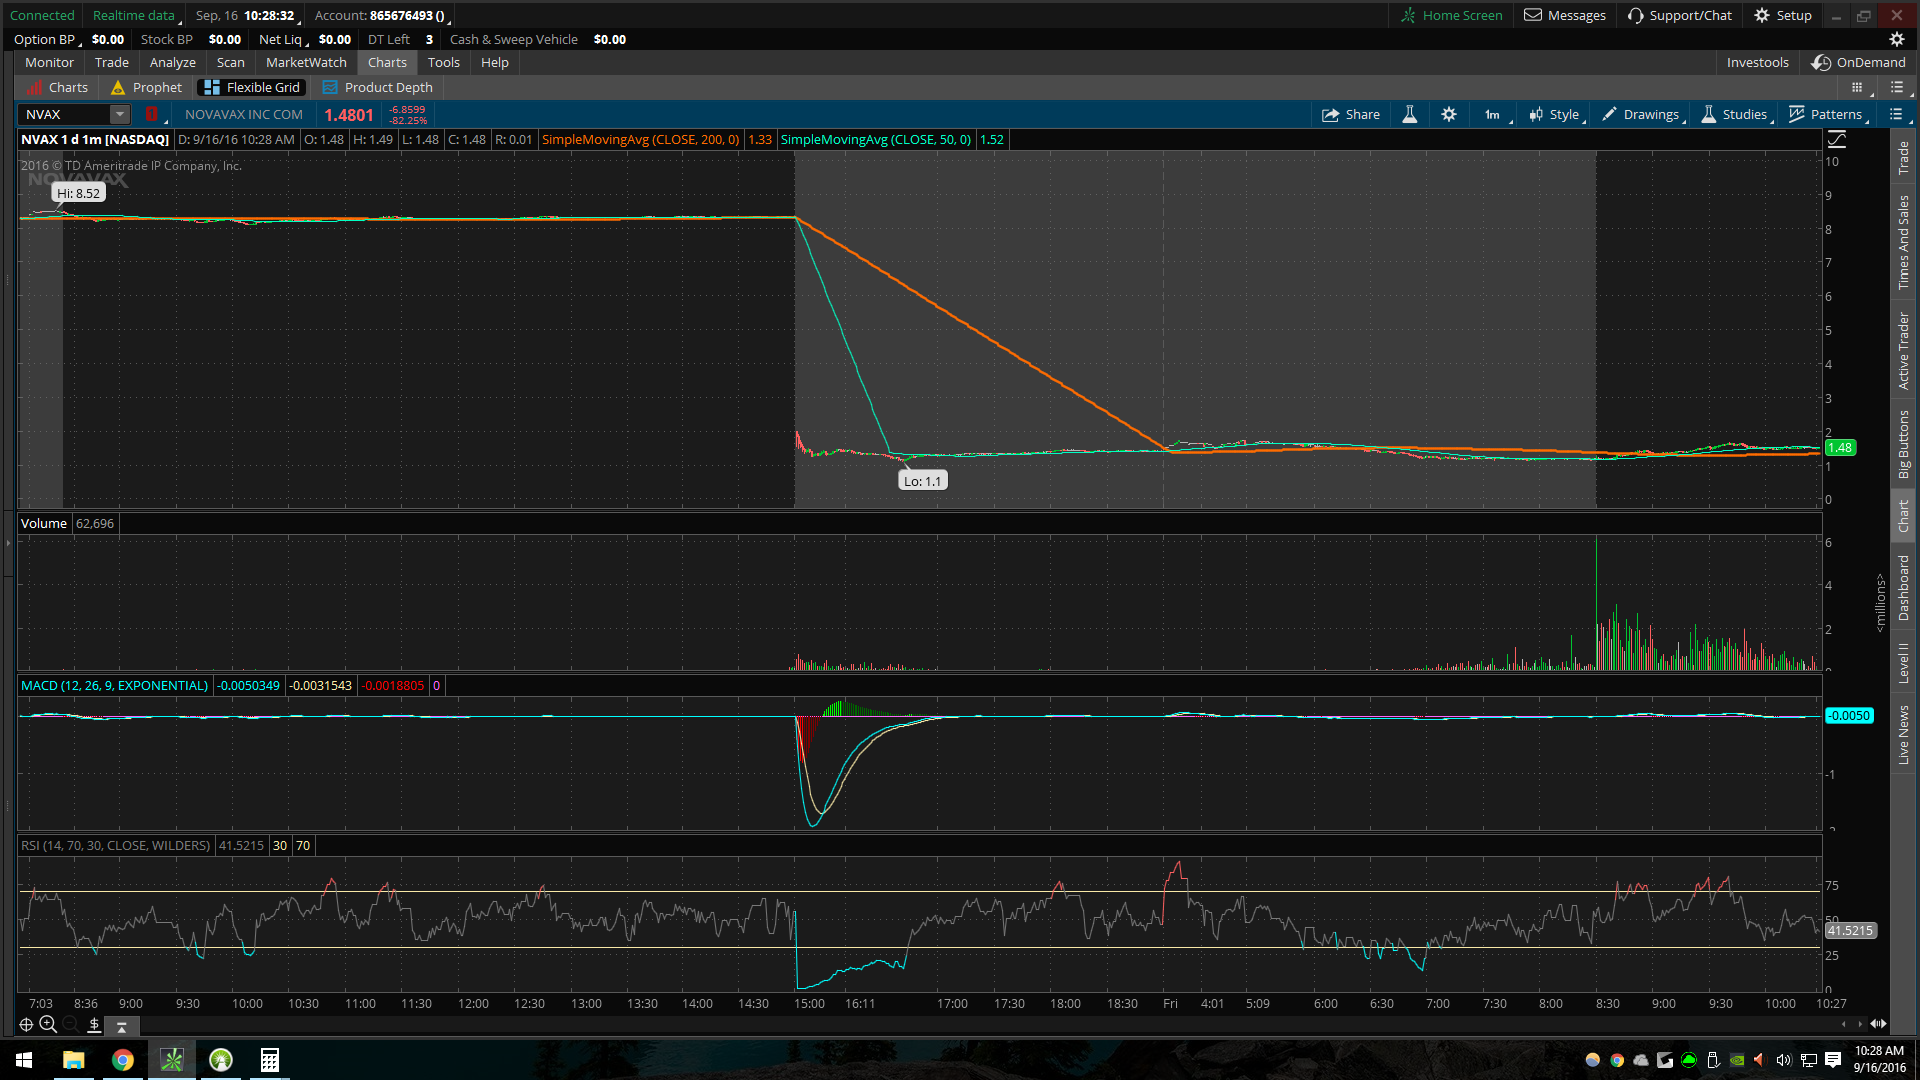 Connected Realtime data Sep, 16 10:28:32 Account: 865676493 () Home Screen Messages Support/Chat Setup
Option BP $0.00 Stock BP $0.00 Net Liq $0.00 DT Left 3 Cash & Sweep Vehicle $0.00
Monitor Trade Analyze Scan MarketWatch Charts Tools Help Investools OnDemand
Charts Prophet Flexible Grid Product Depth
NVAX NOVAVAX INC COM 1.4801 -6.8599 -82.25% Share 1m Style Drawings Studies Patterns
NVAX 1 d 1m [NASDAQ] D: 9/16/16 10:28 AM O: 1.48 H: 1.49 L: 1.48 C: 1.48 R: 0.01 SimpleMovingAvg (CLOSE, 200, 0) 1.33 SimpleMovingAvg (CLOSE, 50, 0) 1.52
2016 © TD Ameritrade IP Company, Inc.
NOVAVAX
Hi: 8.52
10
9
8
7
6
5
4
3
2
1.48
1
0
Lo: 1.1
Volume 62,696
6
4
2
<millions>
MACD (12, 26, 9, EXPONENTIAL) -0.0050349 -0.0031543 -0.0018805 0
-0.0050
-1
-2
RSI (14, 70, 30, CLOSE, WILDERS) 41.5215 30 70
75
50
41.5215
25
0
7:03 8:36 9:00 9:30 10:00 10:30 11:00 11:30 12:00 12:30 13:00 13:30 14:00 14:30 15:00 16:11 17:00 17:30 18:00 18:30 Fri 4:01 5:09 6:00 6:30 7:00 7:30 8:00 8:30 9:00 9:30 10:00 10:27
Trade
Times And Sales
Active Trader
Big Buttons
Chart
Dashboard
Level II
Live News
$
10:28 AM
9/16/2016